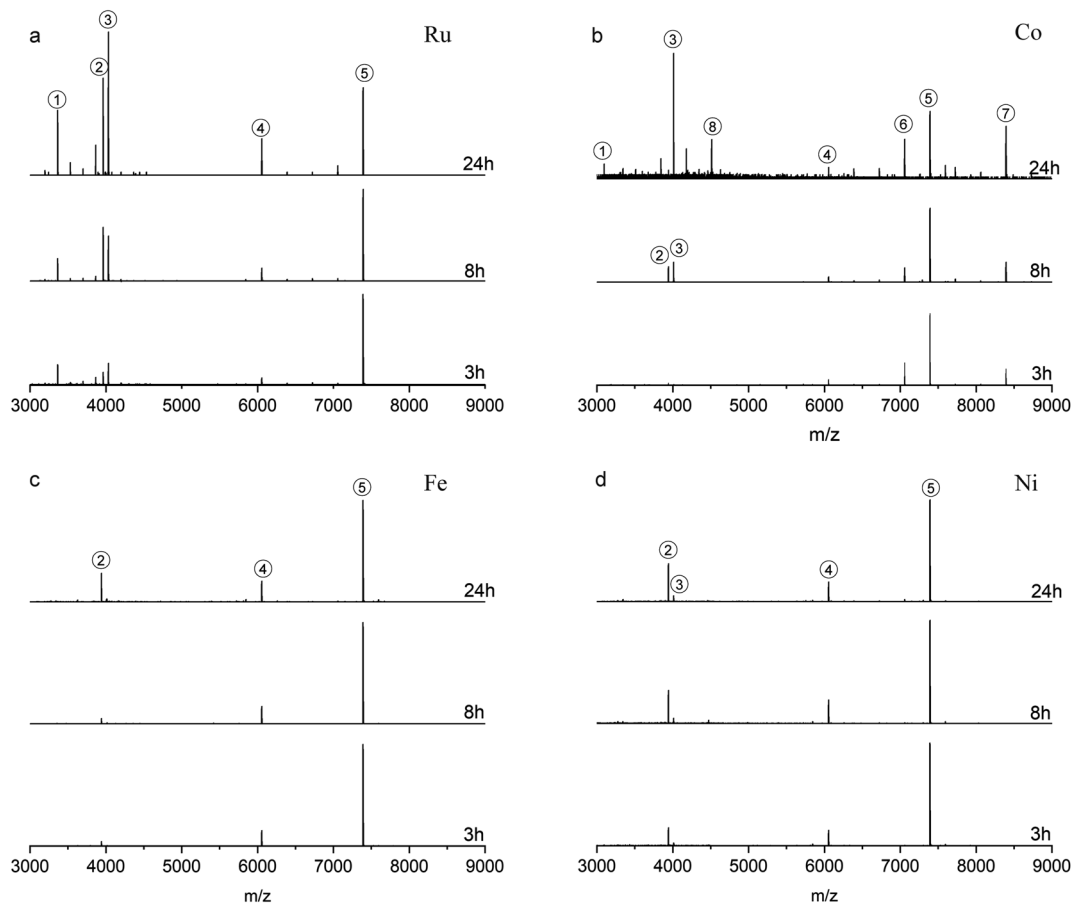 a Ru
① ② ③ ④ ⑤
24h
8h
3h
3000 4000 5000 6000 7000 8000 9000
b Co
① ③ ⑧ ④ ⑥ ⑤ ⑦
24h
② ③
8h
3h
3000 4000 5000 6000 7000 8000 9000
m/z
c Fe
② ④ ⑤
24h
8h
3h
3000 4000 5000 6000 7000 8000 9000
m/z
d Ni
② ③ ④ ⑤
24h
8h
3h
3000 4000 5000 6000 7000 8000 9000
m/z